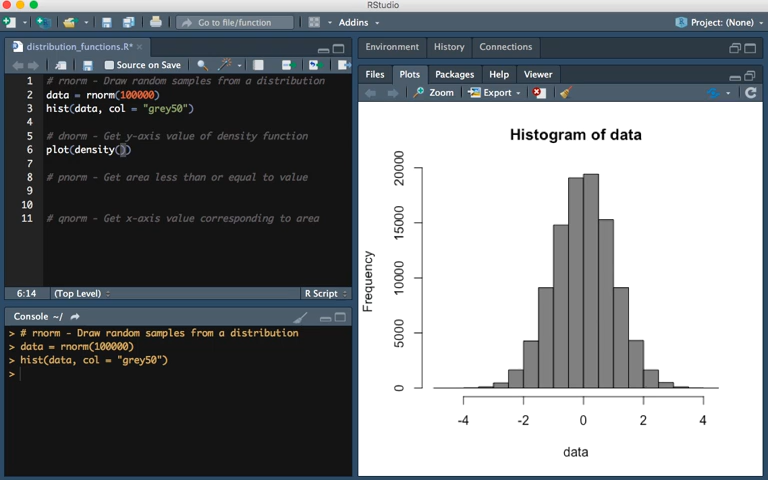 RStudio
Go to file/function
Addins
Project: (None)
distribution_functions.R*
Source on Save
1 # rnorm - Draw random samples from a distribution
2 data = rnorm(100000)
3 hist(data, col = "grey50")
4
5 # dnorm - Get y-axis value of density function
6 plot(density())
7
8 # pnorm - Get area less than or equal to value
9
10
11 # qnorm - Get x-axis value corresponding to area
6:14 (Top Level) R Script
Console ~/
> # rnorm - Draw random samples from a distribution
> data = rnorm(100000)
> hist(data, col = "grey50")
>
Environment History Connections
Files Plots Packages Help Viewer
Zoom Export
Histogram of data
Frequency
20000
15000
10000
5000
0
-4 -2 0 2 4
data